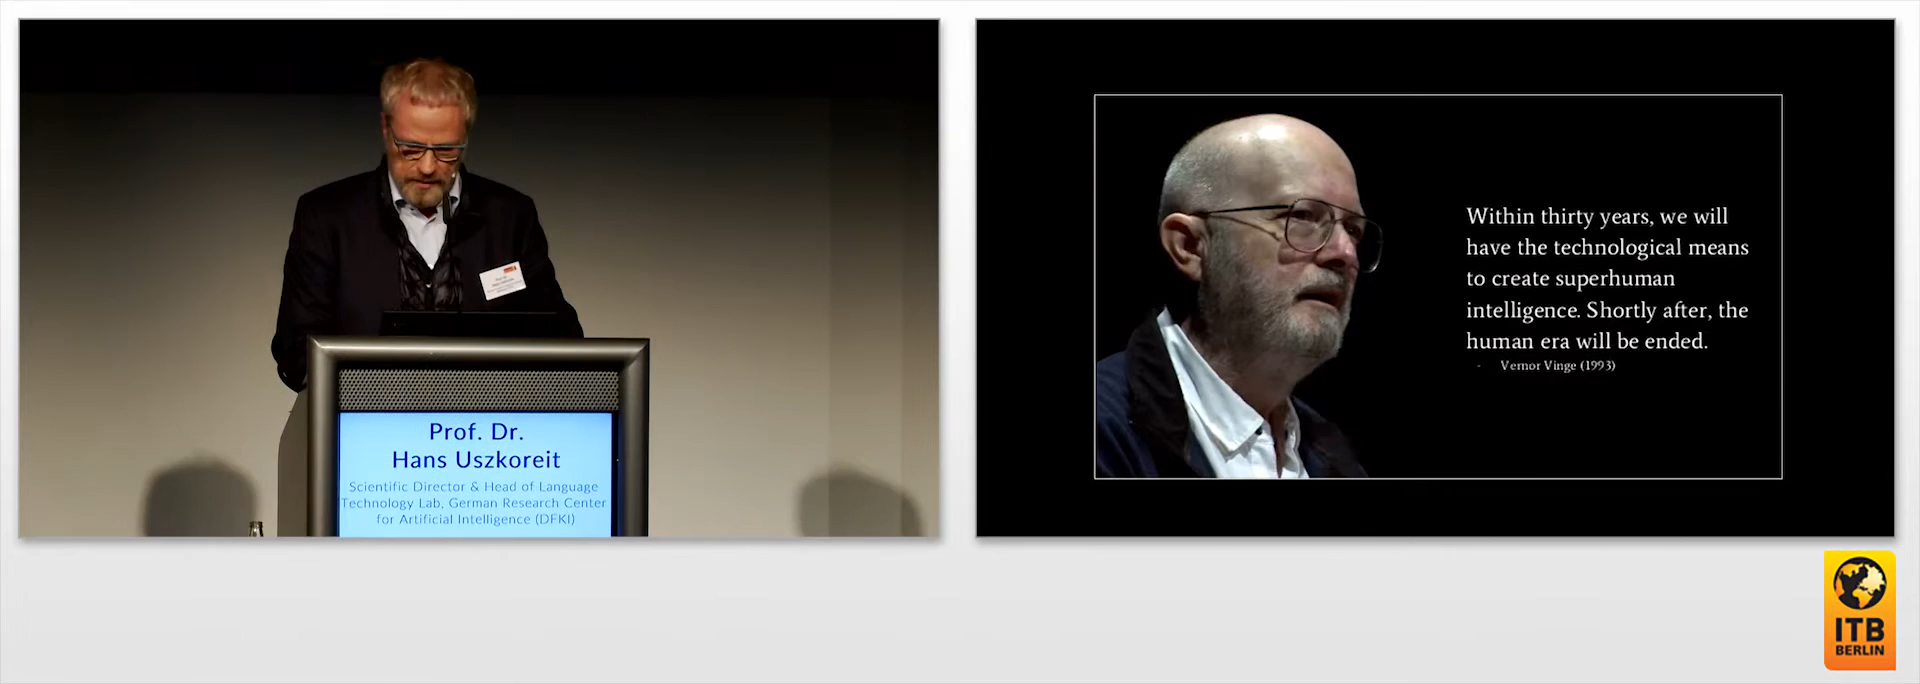 Prof. Dr.
Hans Uszkoreit
Scientific Director & Head of Language
Technology Lab, German Research Center
for Artificial Intelligence (DFKI)
Within thirty years, we will
have the technological means
to create superhuman
intelligence. Shortly after, the
human era will be ended.
- Vernor Vinge (1993)
ITB
BERLIN